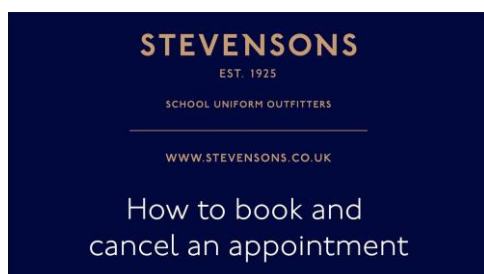 STEVENSONS
EST. 1925
SCHOOL UNIFORM OUTFITTERS
WWW.STEVENSONS.CO.UK
How to book and
cancel an appointment